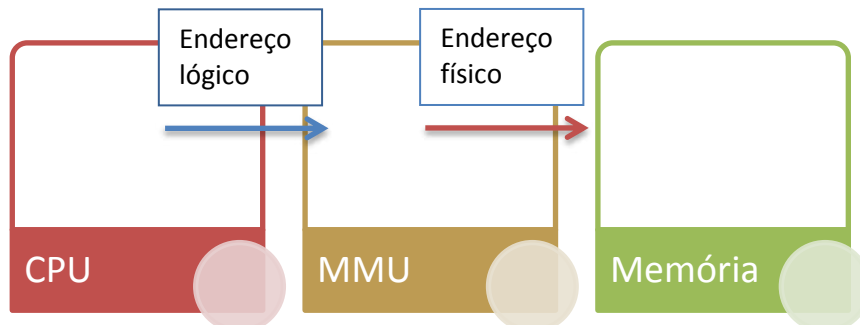 Endereço
lógico
Endereço
físico
CPU
MMU
Memória